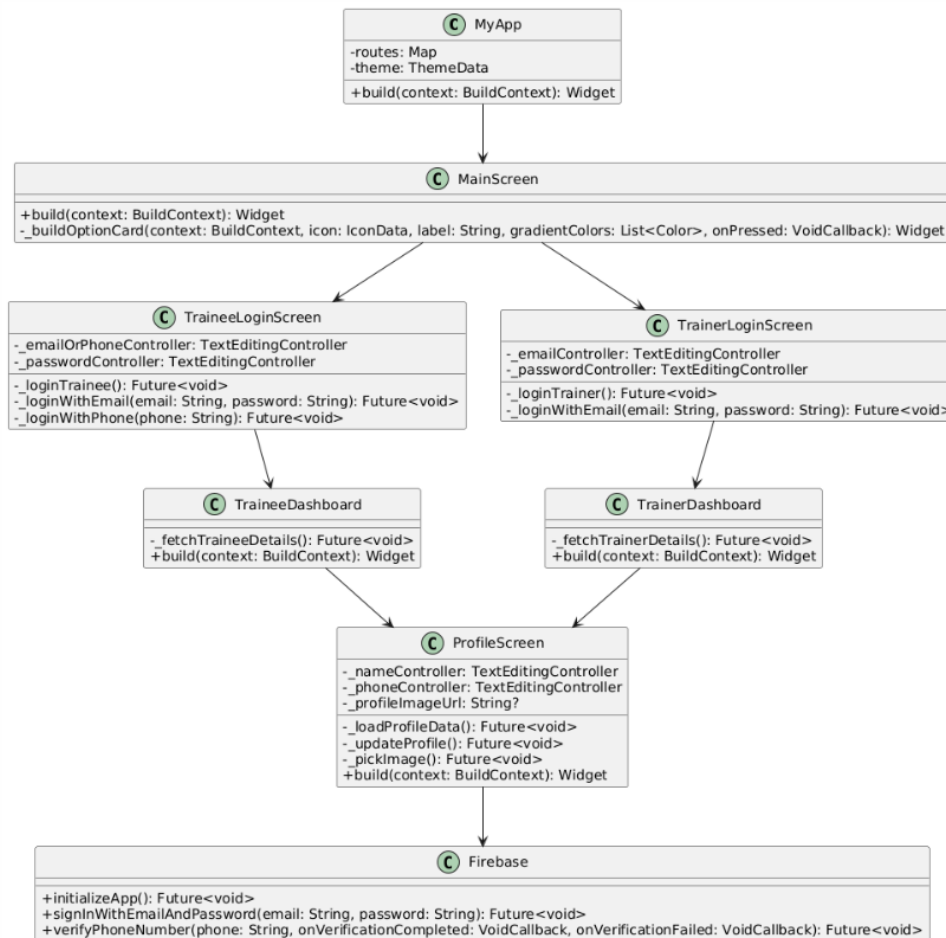 C MyApp
-routes: Map
-theme: ThemeData
+build(context: BuildContext): Widget
C MainScreen
+build(context: BuildContext): Widget
-_buildOptionCard(context: BuildContext, icon: IconData, label: String, gradientColors: List<Color>, onPressed: VoidCallback): Widget
C TraineeLoginScreen
-_emailOrPhoneController: TextEditingController
-_passwordController: TextEditingController
-_loginTrainee(): Future<void>
-_loginWithEmail(email: String, password: String): Future<void>
-_loginWithPhone(phone: String): Future<void>
C TrainerLoginScreen
-_emailController: TextEditingController
-_passwordController: TextEditingController
-_loginTrainer(): Future<void>
-_loginWithEmail(email: String, password: String): Future<void>
C TraineeDashboard
-_fetchTraineeDetails(): Future<void>
+build(context: BuildContext): Widget
C TrainerDashboard
-_fetchTrainerDetails(): Future<void>
+build(context: BuildContext): Widget
C ProfileScreen
-_nameController: TextEditingController
-_phoneController: TextEditingController
-_profileImageUrl: String?
-_loadProfileData(): Future<void>
-_updateProfile(): Future<void>
-_pickImage(): Future<void>
+build(context: BuildContext): Widget
C Firebase
+initializeApp(): Future<void>
+signInWithEmailAndPassword(email: String, password: String): Future<void>
+verifyPhoneNumber(phone: String, onVerificationCompleted: VoidCallback, onVerificationFailed: VoidCallback): Future<void>